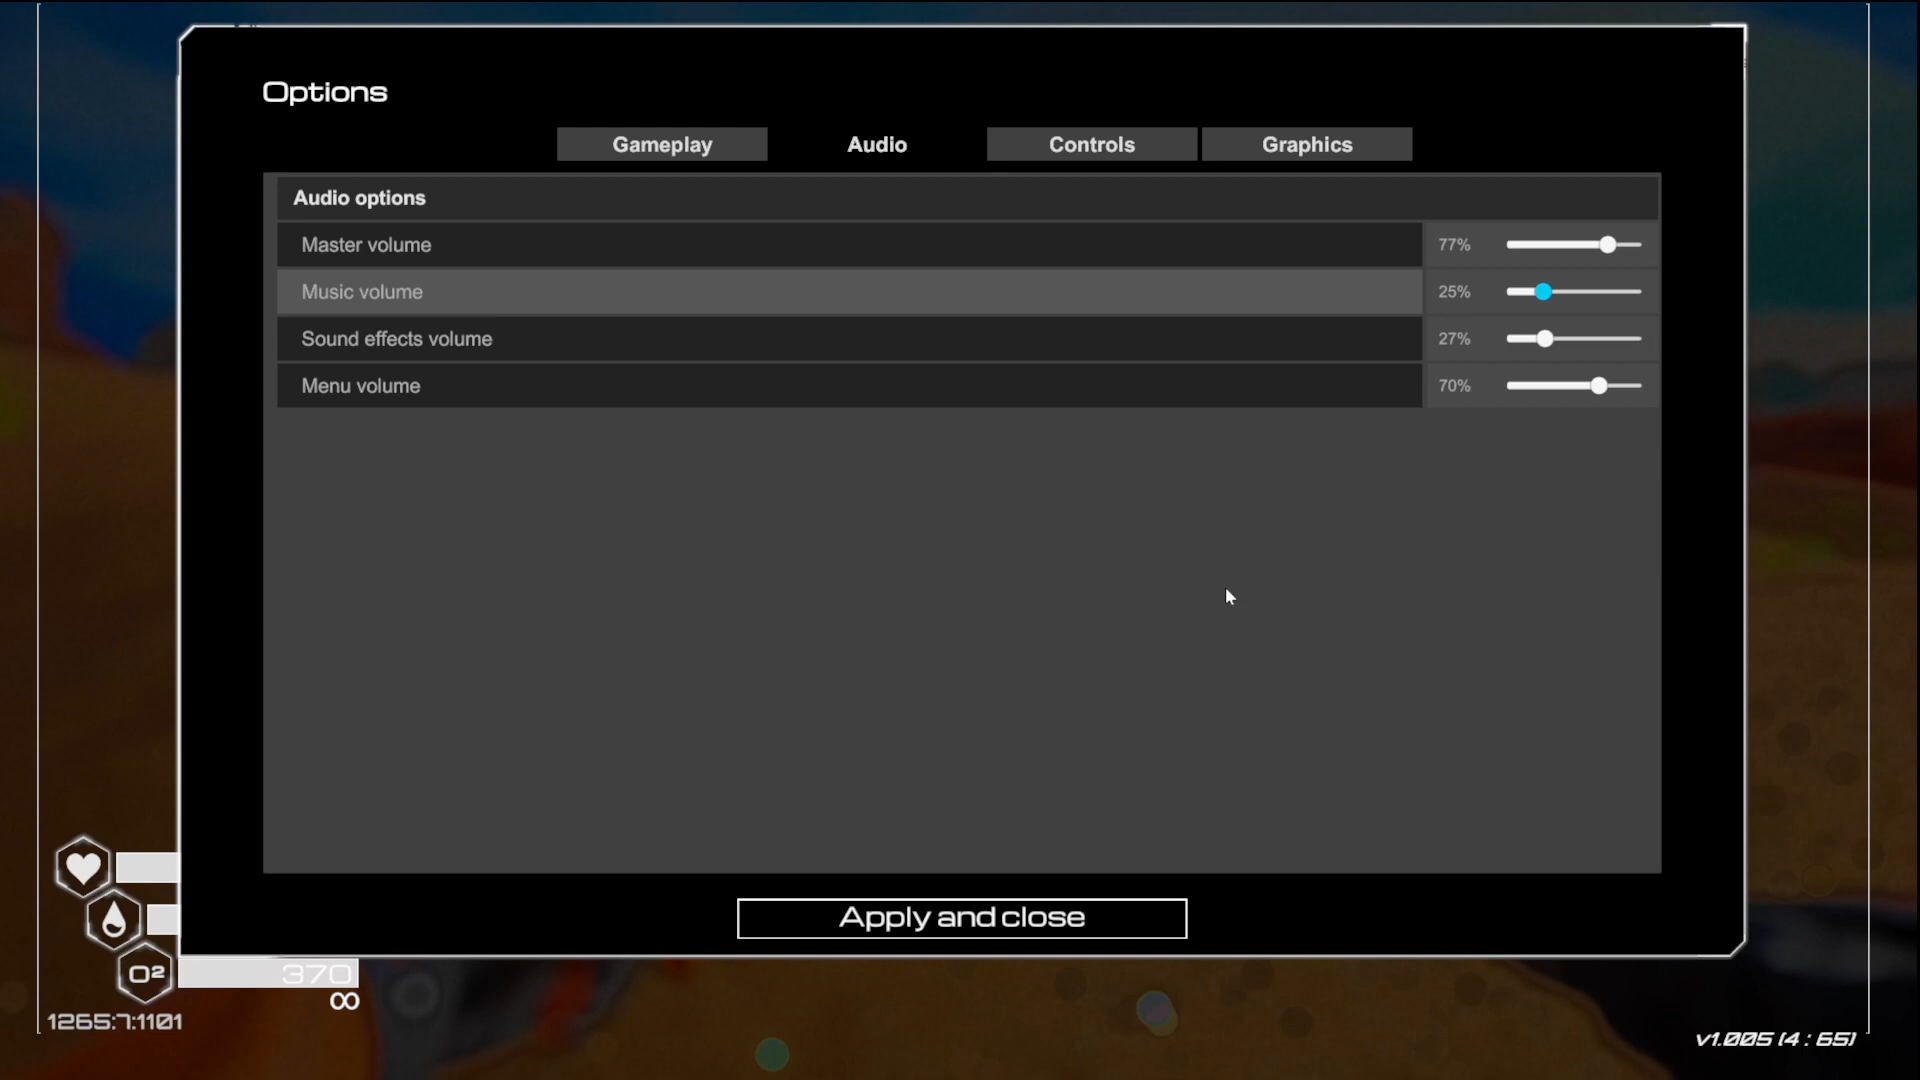 Options
Gameplay
Audio
Controls
Graphics
Audio options
Master volume
77%
Music volume
25%
Sound effects volume
27%
Menu volume
70%
Apply and close
O²
370
∞
1265:7:1101
v1.005 (4 : 65)